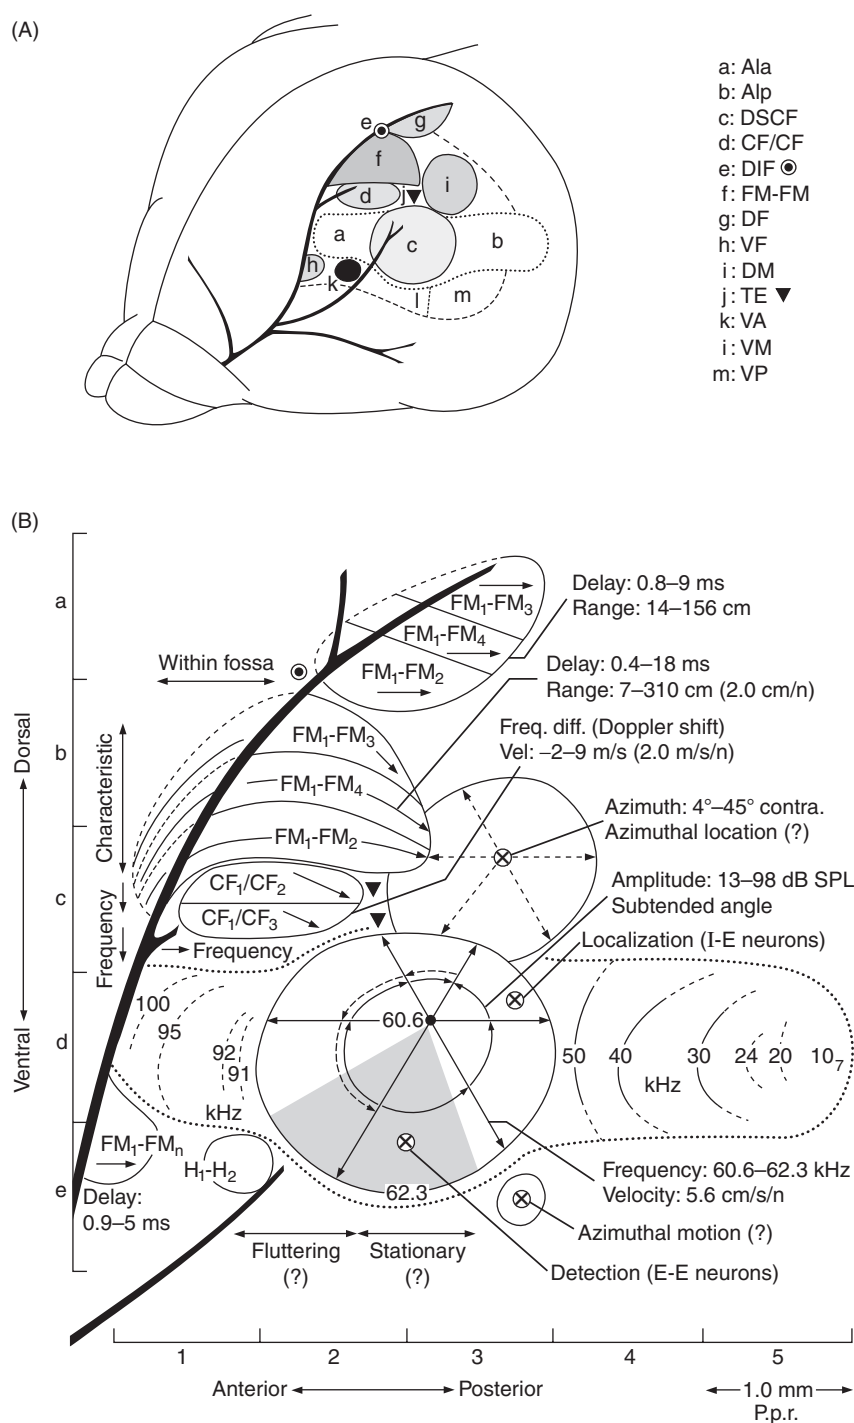 (A)
e
g
f
d
j
i
a
c
b
h
k
l
m
a: Ala
b: Alp
c: DSCF
d: CF/CF
e: DIF
f: FM-FM
g: DF
h: VF
i: DM
j: TE
k: VA
i: VM
m: VP
(B)
a
b
c
d
e
Dorsal
Ventral
Characteristic
Frequency
Within fossa
FM1-FM3
FM1-FM4
FM1-FM2
Delay: 0.8–9 ms
Range: 14–156 cm
Delay: 0.4–18 ms
Range: 7–310 cm (2.0 cm/n)
Freq. diff. (Doppler shift)
Vel: –2–9 m/s (2.0 m/s/n)
FM1-FM3
FM1-FM4
FM1-FM2
CF1/CF2
CF1/CF3
Frequency
Azimuth: 4°–45° contra.
Azimuthal location (?)
Amplitude: 13–98 dB SPL
Subtended angle
Localization (I-E neurons)
100
95
92
91
kHz
60.6
62.3
50
40
30
24
20
10
7
kHz
FM1-FMn
H1-H2
Delay:
0.9–5 ms
Fluttering
(?)
Stationary
(?)
Frequency: 60.6–62.3 kHz
Velocity: 5.6 cm/s/n
Azimuthal motion (?)
Detection (E-E neurons)
1
2
3
4
5
Anterior
Posterior
1.0 mm
P.p.r.